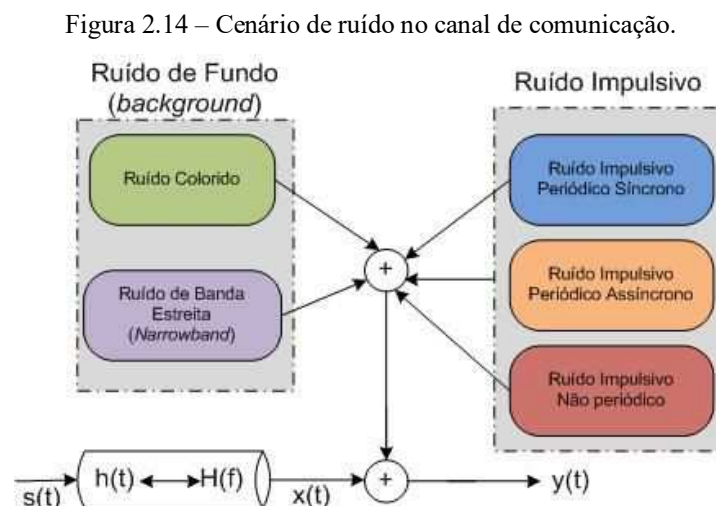 Figura 2.14 – Cenário de ruído no canal de comunicação.
Ruído de Fundo
(background)
Ruído Colorido
Ruído de Banda
Estreita
(Narrowband)
Ruído Impulsivo
Ruído Impulsivo
Periódico Síncrono
Ruído Impulsivo
Periódico Assíncrono
Ruído Impulsivo
Não periódico
+
s(t)
h(t)
H(f)
x(t)
+
y(t)